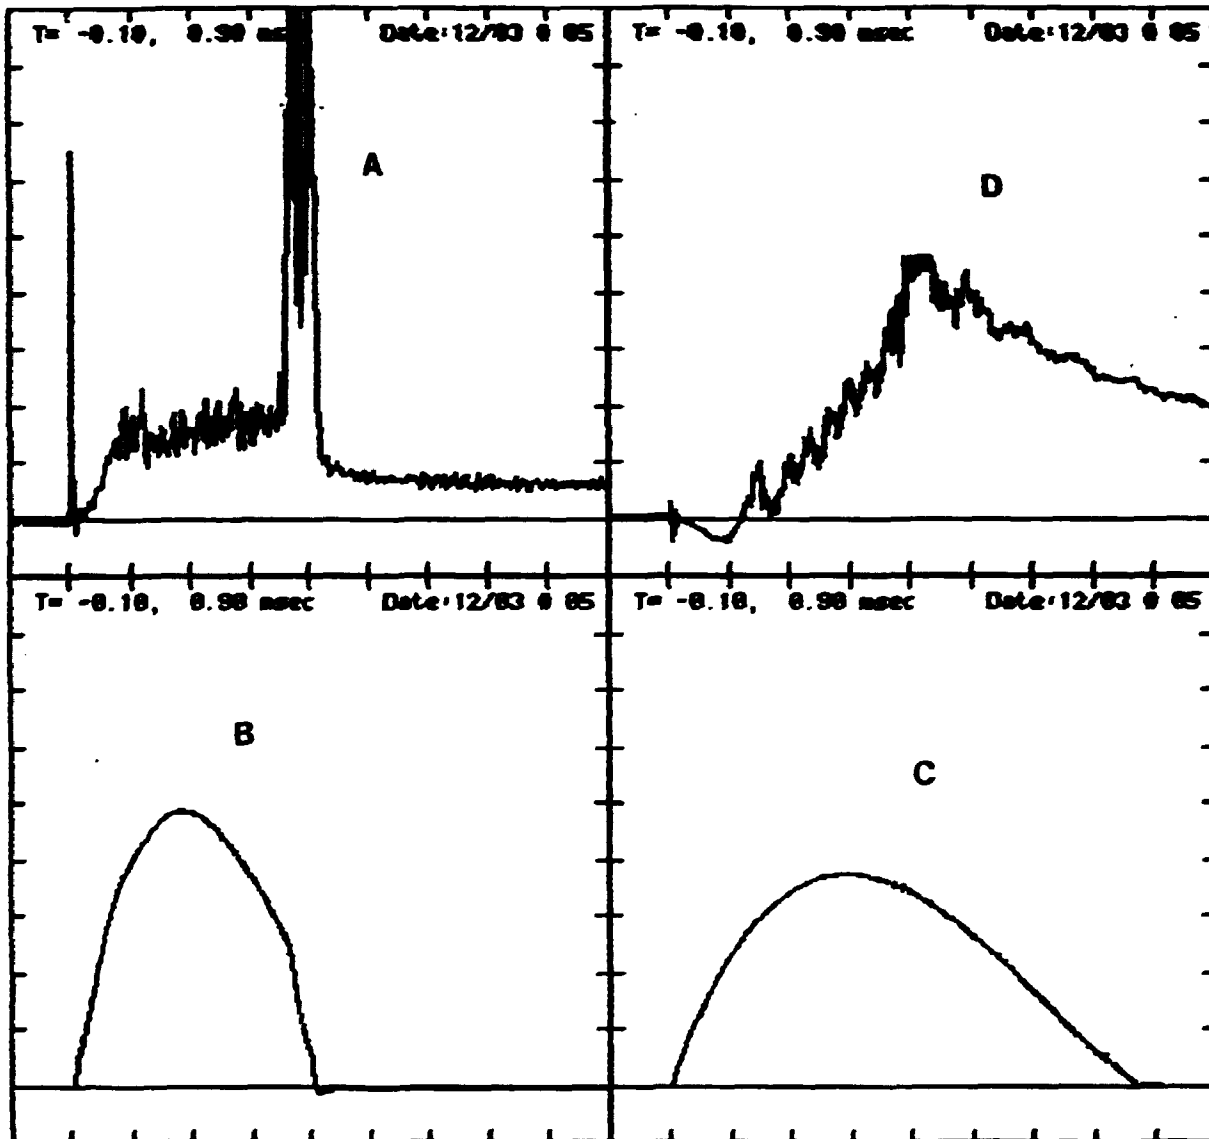 T= -0.10, 0.90 msec Date:12/03 @ 05
T= -0.10, 0.90 msec Date:12/03 @ 05
A
D
T= -0.10, 0.90 msec Date:12/03 @ 05
T= -0.10, 0.90 msec Date:12/03 @ 05
B
C